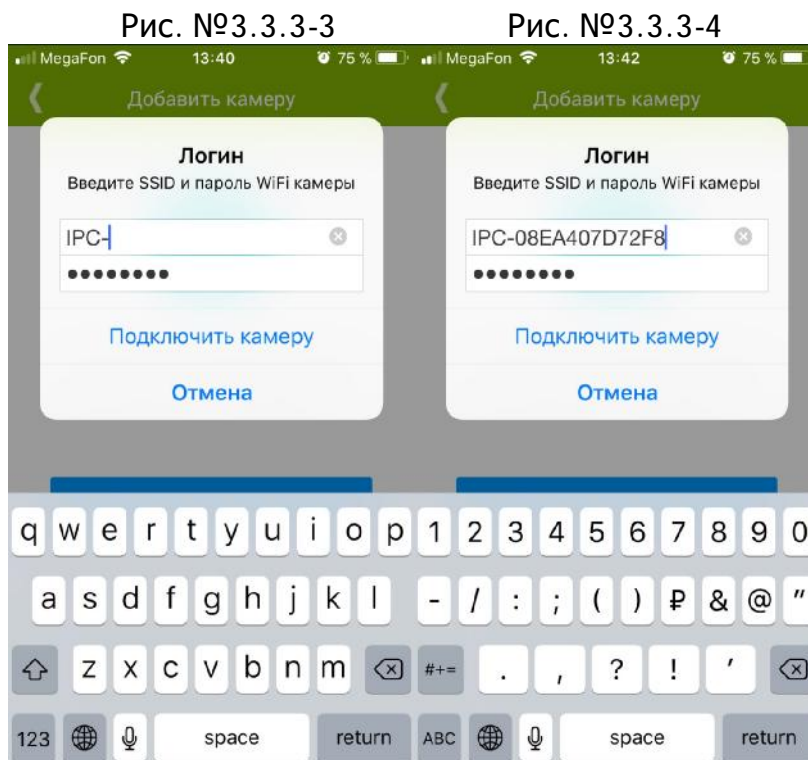 Рис. №3.3.3-3
MegaFon 13:40 75 %
Добавить камеру
Логин
Введите SSID и пароль WiFi камеры
IPC-
••••••••
Подключить камеру
Отмена
q w e r t y u i o p
a s d f g h j k l
z x c v b n m
123 space return
Рис. №3.3.3-4
MegaFon 13:42 75 %
Добавить камеру
Логин
Введите SSID и пароль WiFi камеры
IPC-08EA407D72F8
••••••••
Подключить камеру
Отмена
1 2 3 4 5 6 7 8 9 0
- / : ; ( ) ₽ & @ "
#+= . , ? ! '
ABC space return